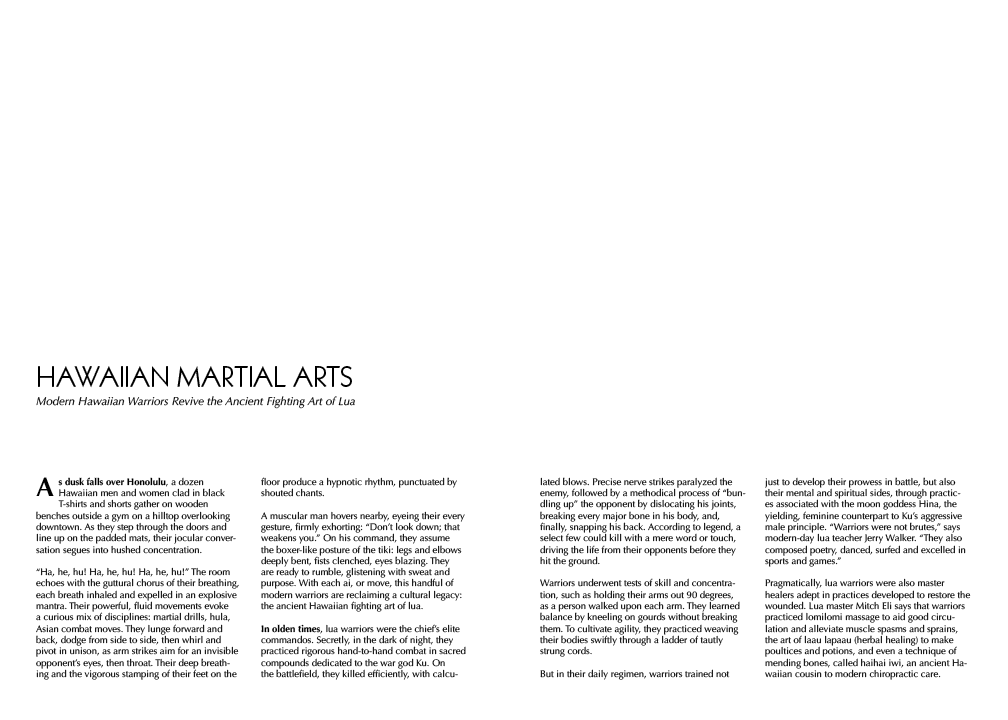 HAWAIIAN MARTIAL ARTS
Modern Hawaiian Warriors Revive the Ancient Fighting Art of Lua
As dusk falls over Honolulu, a dozen
Hawaiian men and women clad in black
T-shirts and shorts gather on wooden
benches outside a gym on a hilltop overlooking
downtown. As they step through the doors and
line up on the padded mats, their jocular conver-
sation segues into hushed concentration.
“Ha, he, hu! Ha, he, hu! Ha, he, hu!” The room
echoes with the guttural chorus of their breathing,
each breath inhaled and expelled in an explosive
mantra. Their powerful, fluid movements evoke
a curious mix of disciplines: martial drills, hula,
Asian combat moves. They lunge forward and
back, dodge from side to side, then whirl and
pivot in unison, as arm strikes aim for an invisible
opponent’s eyes, then throat. Their deep breath-
ing and the vigorous stamping of their feet on the
floor produce a hypnotic rhythm, punctuated by
shouted chants.
A muscular man hovers nearby, eyeing their every
gesture, firmly exhorting: “Don’t look down; that
weakens you.” On his command, they assume
the boxer-like posture of the tiki: legs and elbows
deeply bent, fists clenched, eyes blazing. They
are ready to rumble, glistening with sweat and
purpose. With each ai, or move, this handful of
modern warriors are reclaiming a cultural legacy:
the ancient Hawaiian fighting art of lua.
In olden times, lua warriors were the chief’s elite
commandos. Secretly, in the dark of night, they
practiced rigorous hand-to-hand combat in sacred
compounds dedicated to the war god Ku. On
the battlefield, they killed efficiently, with calcu-
lated blows. Precise nerve strikes paralyzed the
enemy, followed by a methodical process of “bun-
dling up” the opponent by dislocating his joints,
breaking every major bone in his body, and,
finally, snapping his back. According to legend, a
select few could kill with a mere word or touch,
driving the life from their opponents before they
hit the ground.
Warriors underwent tests of skill and concentra-
tion, such as holding their arms out 90 degrees,
as a person walked upon each arm. They learned
balance by kneeling on gourds without breaking
them. To cultivate agility, they practiced weaving
their bodies swiftly through a ladder of tautly
strung cords.
But in their daily regimen, warriors trained not
just to develop their prowess in battle, but also
their mental and spiritual sides, through practic-
es associated with the moon goddess Hina, the
yielding, feminine counterpart to Ku’s aggressive
male principle. “Warriors were not brutes,” says
modern-day lua teacher Jerry Walker. “They also
composed poetry, danced, surfed and excelled in
sports and games.”
Pragmatically, lua warriors were also master
healers adept in practices developed to restore the
wounded. Lua master Mitch Eli says that warriors
practiced lomilomi massage to aid good circu-
lation and alleviate muscle spasms and sprains,
the art of laau lapaau (herbal healing) to make
poultices and potions, and even a technique of
mending bones, called haihai iwi, an ancient Ha-
waiian cousin to modern chiropractic care.